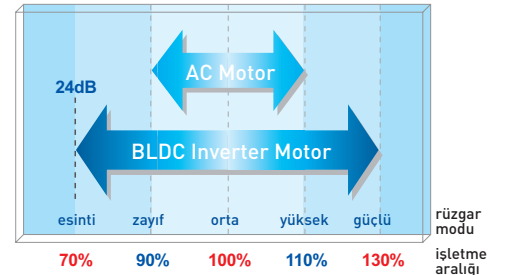 AC Motor
24dB
BLDC Inverter Motor
esinti zayıf orta yüksek güçlü
rüzgar
modu
70% 90% 100% 110% 130%
işletme
aralığı